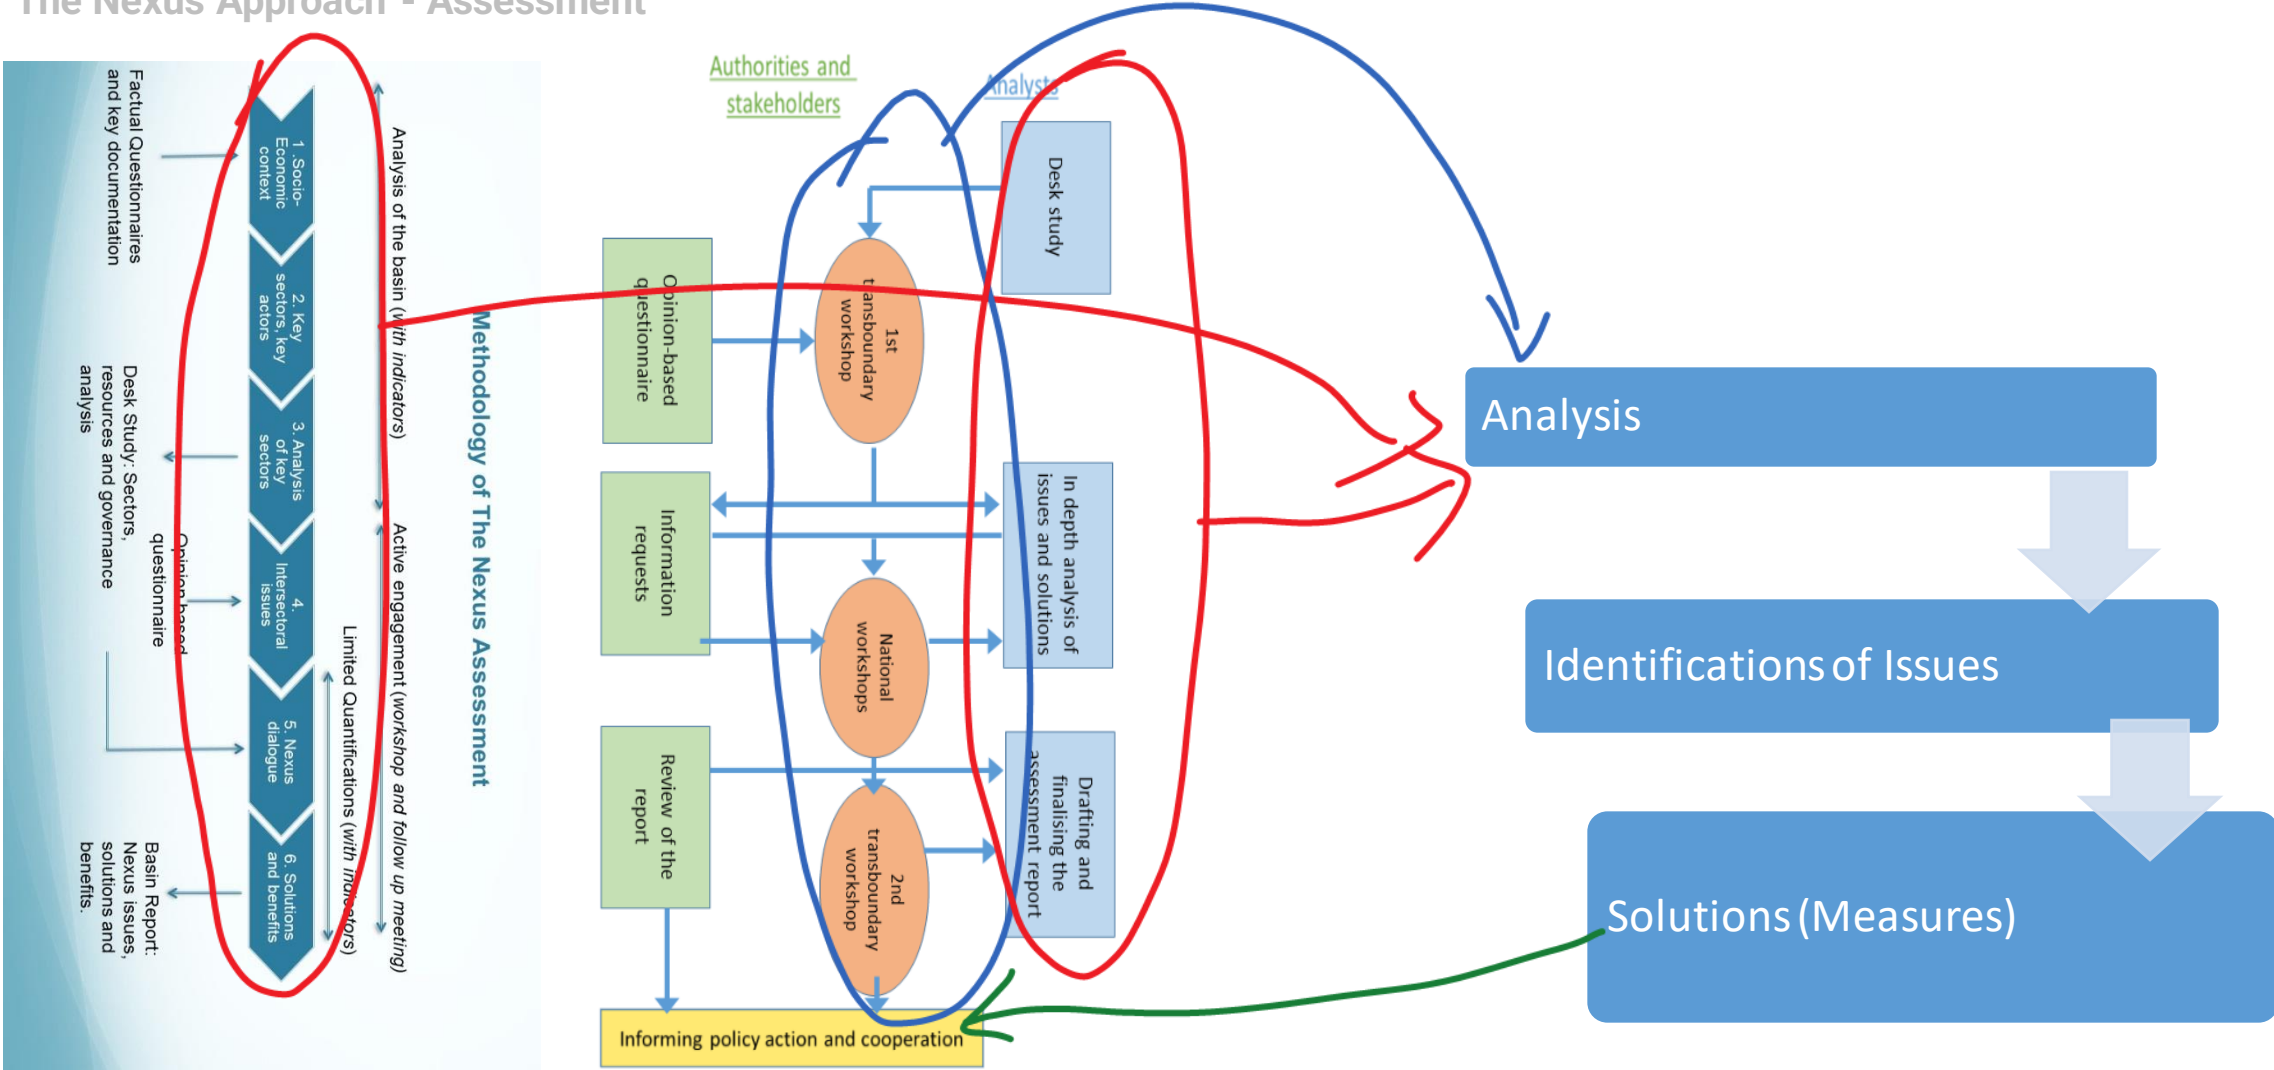 The Nexus Approach - Assessment
Factual Questionnaires
and key documentation
Desk Study: Sectors,
resources and governance
analysis
Opinion-based
questionnaire
Basin Report:
Nexus issues,
solutions and
benefits.
1 .Socio-
Economic
context
2. Key
sectors, key
actors
3. Analysis
of key
sectors
4.
Intersectoral
issues
5. Nexus
dialogue
6. Solutions
and benefits
Limited Quantifications (with indicators)
Analysis of the basin (with indicators)
Active engagement (workshop and follow up meeting)
Methodology of The Nexus Assessment
Authorities and
stakeholders
Analysts
Desk study
Opinion-based
questionnaire
1st
transboundary
workshop
Information
requests
In depth analysis of
issues and solutions
National
workshops
Review of the
report
2nd
transboundary
workshop
Drafting and
finalising the
assessment report
Informing policy action and cooperation
Analysis
Identifications of Issues
Solutions (Measures)